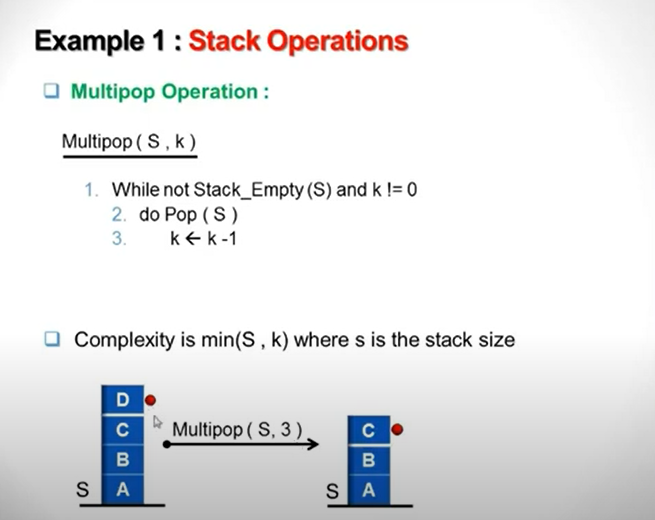 Example 1 : Stack Operations
Multipop Operation :
Multipop ( S , k )
1. While not Stack_Empty (S) and k != 0
2. do Pop ( S )
3. k ← k -1
Complexity is min(S , k) where s is the stack size
D
C
B
S A
Multipop ( S, 3 )
C
B
S A